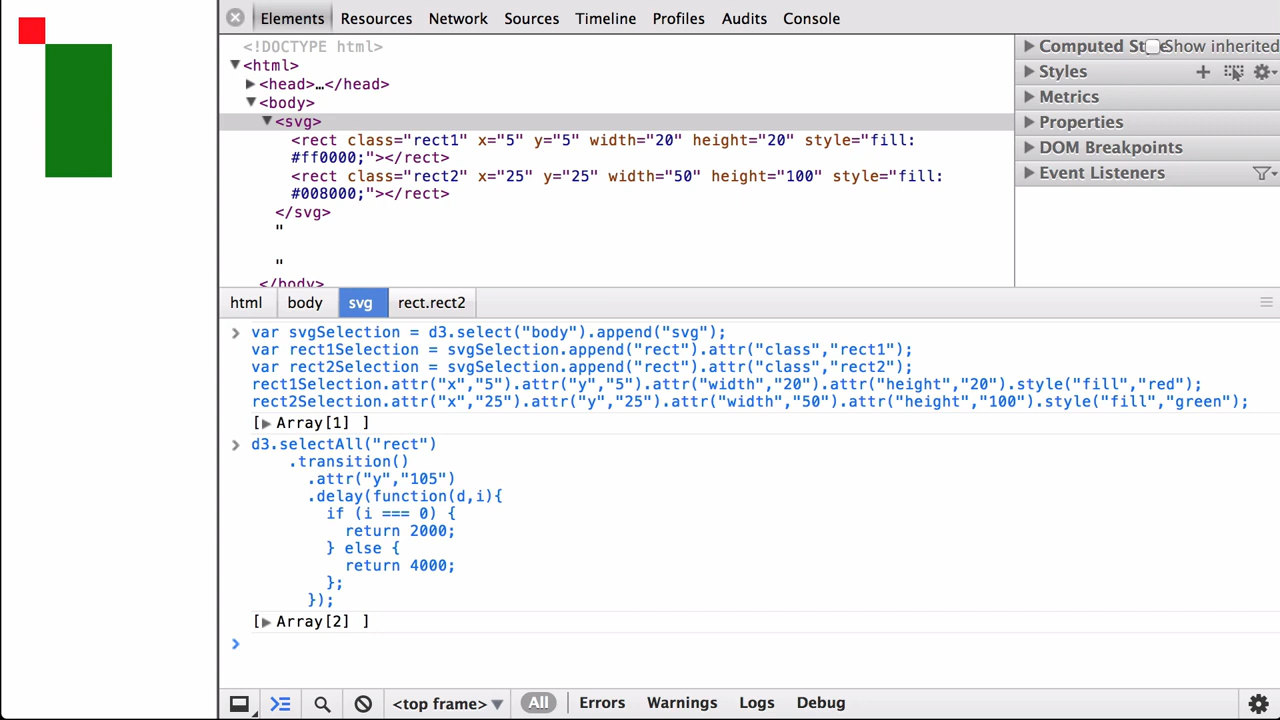 Elements Resources Network Sources Timeline Profiles Audits Console
<!DOCTYPE html>
<html>
<head>…</head>
<body>
<svg>
<rect class="rect1" x="5" y="5" width="20" height="20" style="fill:
#ff0000;"></rect>
<rect class="rect2" x="25" y="25" width="50" height="100" style="fill:
#008000;"></rect>
</svg>
"
"
</body>
Computed Sty Show inherited
Styles
Metrics
Properties
DOM Breakpoints
Event Listeners
html body svg rect.rect2
var svgSelection = d3.select("body").append("svg");
var rect1Selection = svgSelection.append("rect").attr("class","rect1");
var rect2Selection = svgSelection.append("rect").attr("class","rect2");
rect1Selection.attr("x","5").attr("y","5").attr("width","20").attr("height","20").style("fill","red");
rect2Selection.attr("x","25").attr("y","25").attr("width","50").attr("height","100").style("fill","green");
[▶ Array[1] ]
d3.selectAll("rect")
.transition()
.attr("y","105")
.delay(function(d,i){
if (i === 0) {
return 2000;
} else {
return 4000;
};
});
[▶ Array[2] ]
<top frame> All Errors Warnings Logs Debug